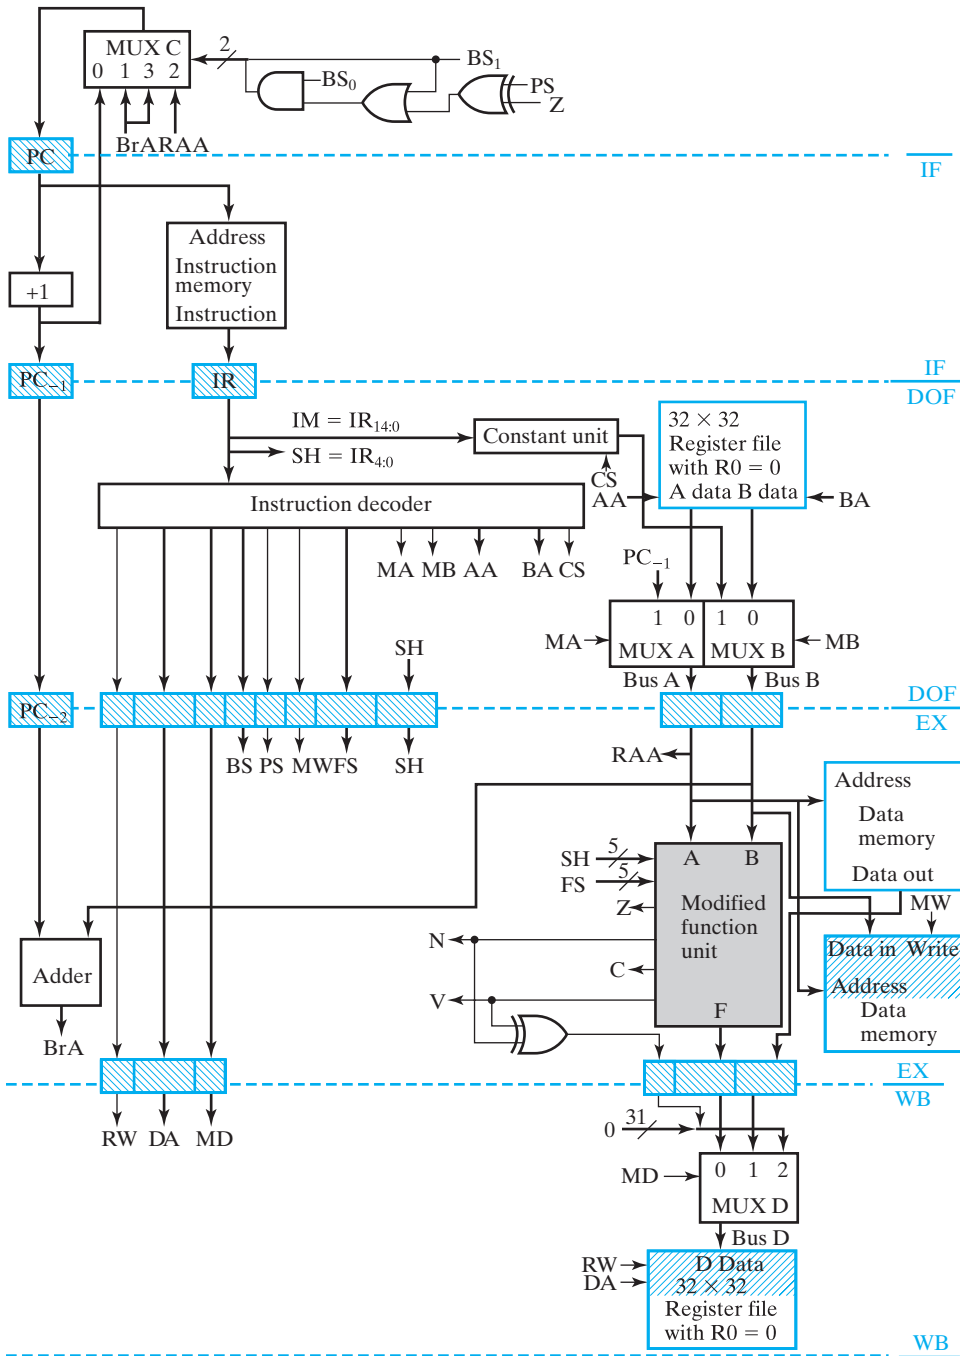 MUX C
0 1 3 2
2
BS1
BS0
PS
Z
BrA RAA
PC
IF
Address
Instruction
memory
Instruction
+1
PC−1
IR
IF
DOF
IM = IR14:0
SH = IR4:0
Constant unit
CS
32 × 32
Register file
with R0 = 0
A data B data
AA
BA
Instruction decoder
MA MB AA BA CS
PC−1
1 0 1 0
MA
MUX A MUX B
MB
SH
Bus A
Bus B
PC−2
DOF
EX
BS PS MW FS SH
RAA
Address
Data
memory
Data out
SH
5
FS
5
A B
Modified
function
unit
Z
N
C
V
F
MW
Data in Write
Address
Data
memory
Adder
BrA
EX
WB
RW DA MD
0
31
MD
0 1 2
MUX D
Bus D
RW
DA
D Data
32 × 32
Register file
with R0 = 0
WB